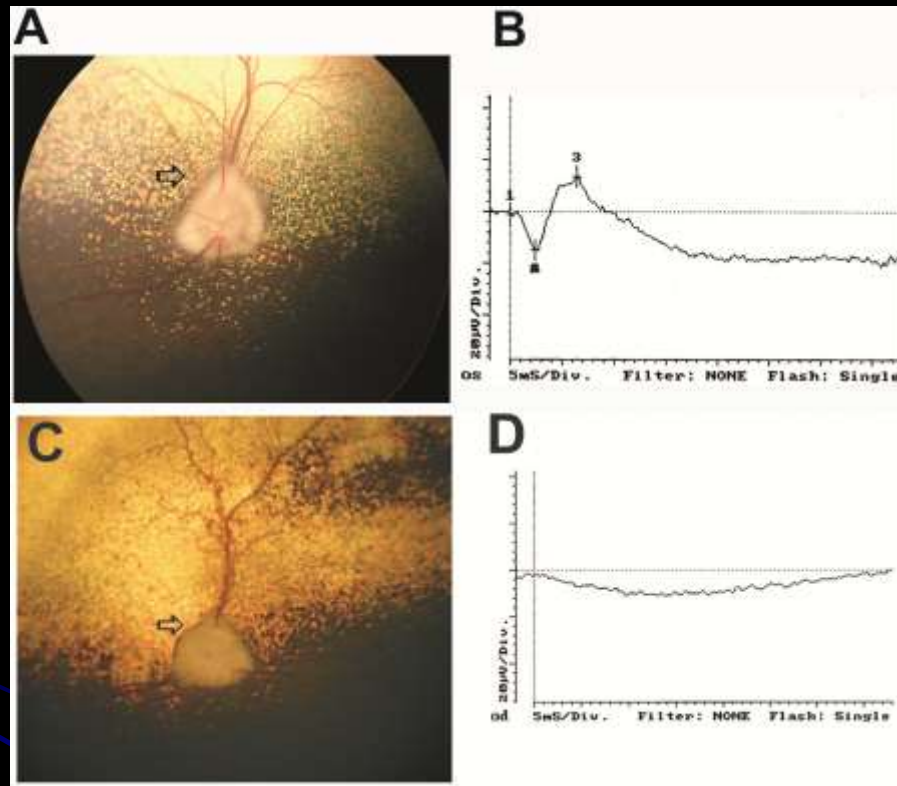 A
B
1
3
20µV/Div.
OS 5mS/Div. Filter: NONE Flash: Single
C
D
20µV/Div.
od 5mS/Div. Filter: NONE Flash: Single